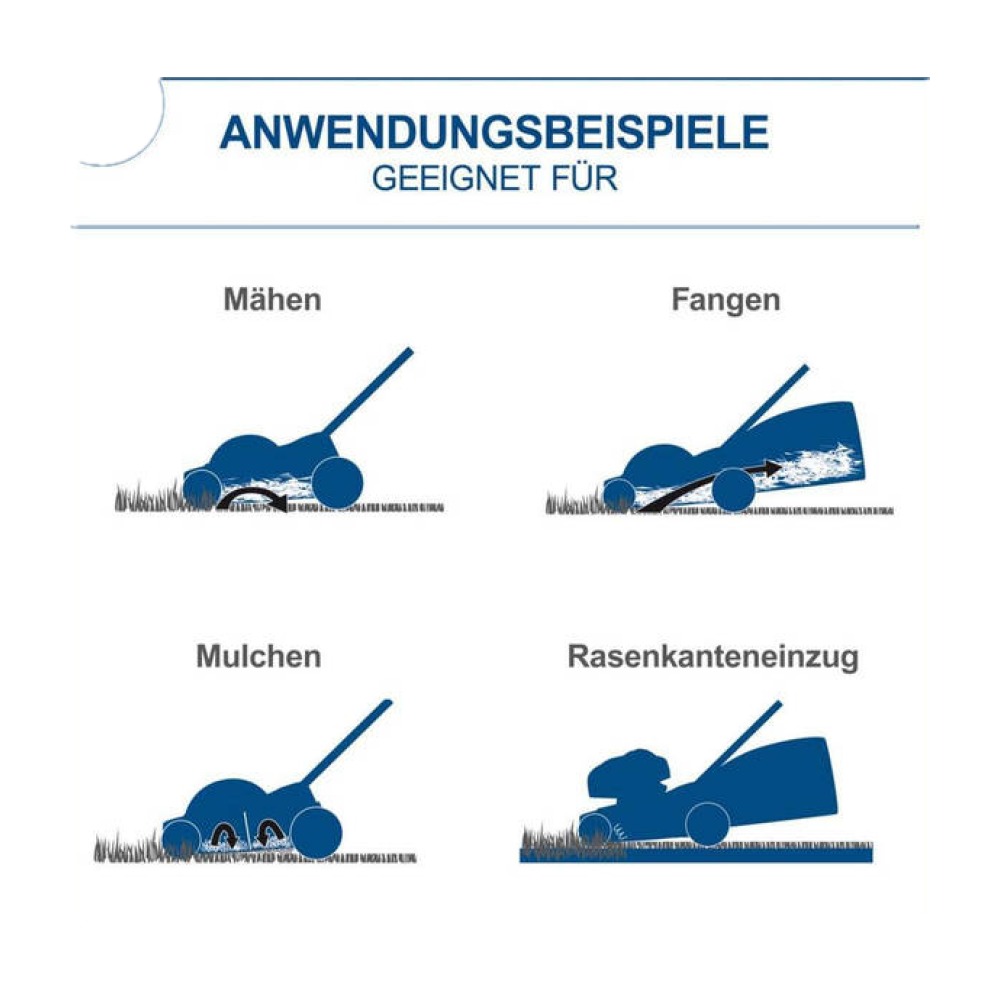 ANWENDUNGSBEISPIELE
GEEIGNET FÜR
Mähen
Fangen
Mulchen
Rasenkanteneinzug